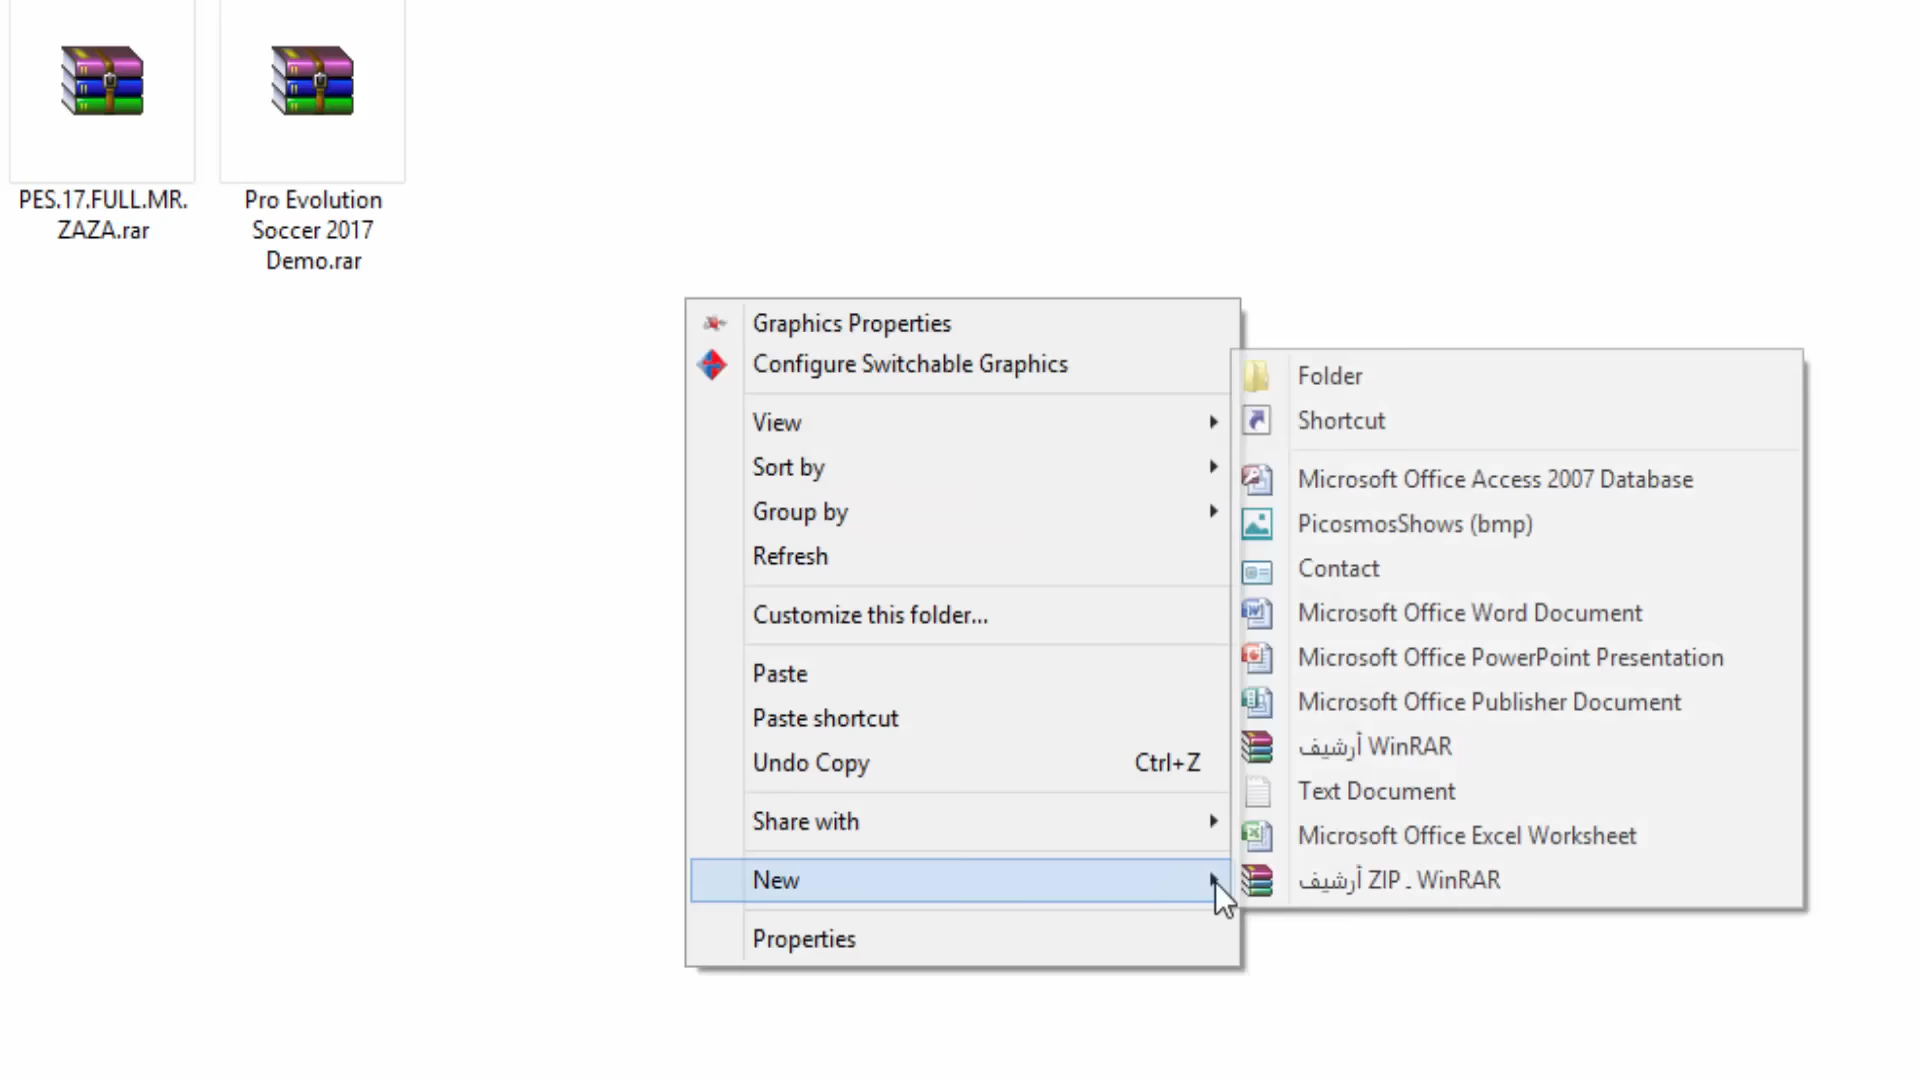 PES.17.FULL.MR.
ZAZA.rar
Pro Evolution
Soccer 2017
Demo.rar
Graphics Properties
Configure Switchable Graphics
View
Sort by
Group by
Refresh
Customize this folder...
Paste
Paste shortcut
Undo Copy Ctrl+Z
Share with
New
Properties
Folder
Shortcut
Microsoft Office Access 2007 Database
PicosmosShows (bmp)
Contact
Microsoft Office Word Document
Microsoft Office PowerPoint Presentation
Microsoft Office Publisher Document
أرشيف WinRAR
Text Document
Microsoft Office Excel Worksheet
أرشيف ZIP - WinRAR